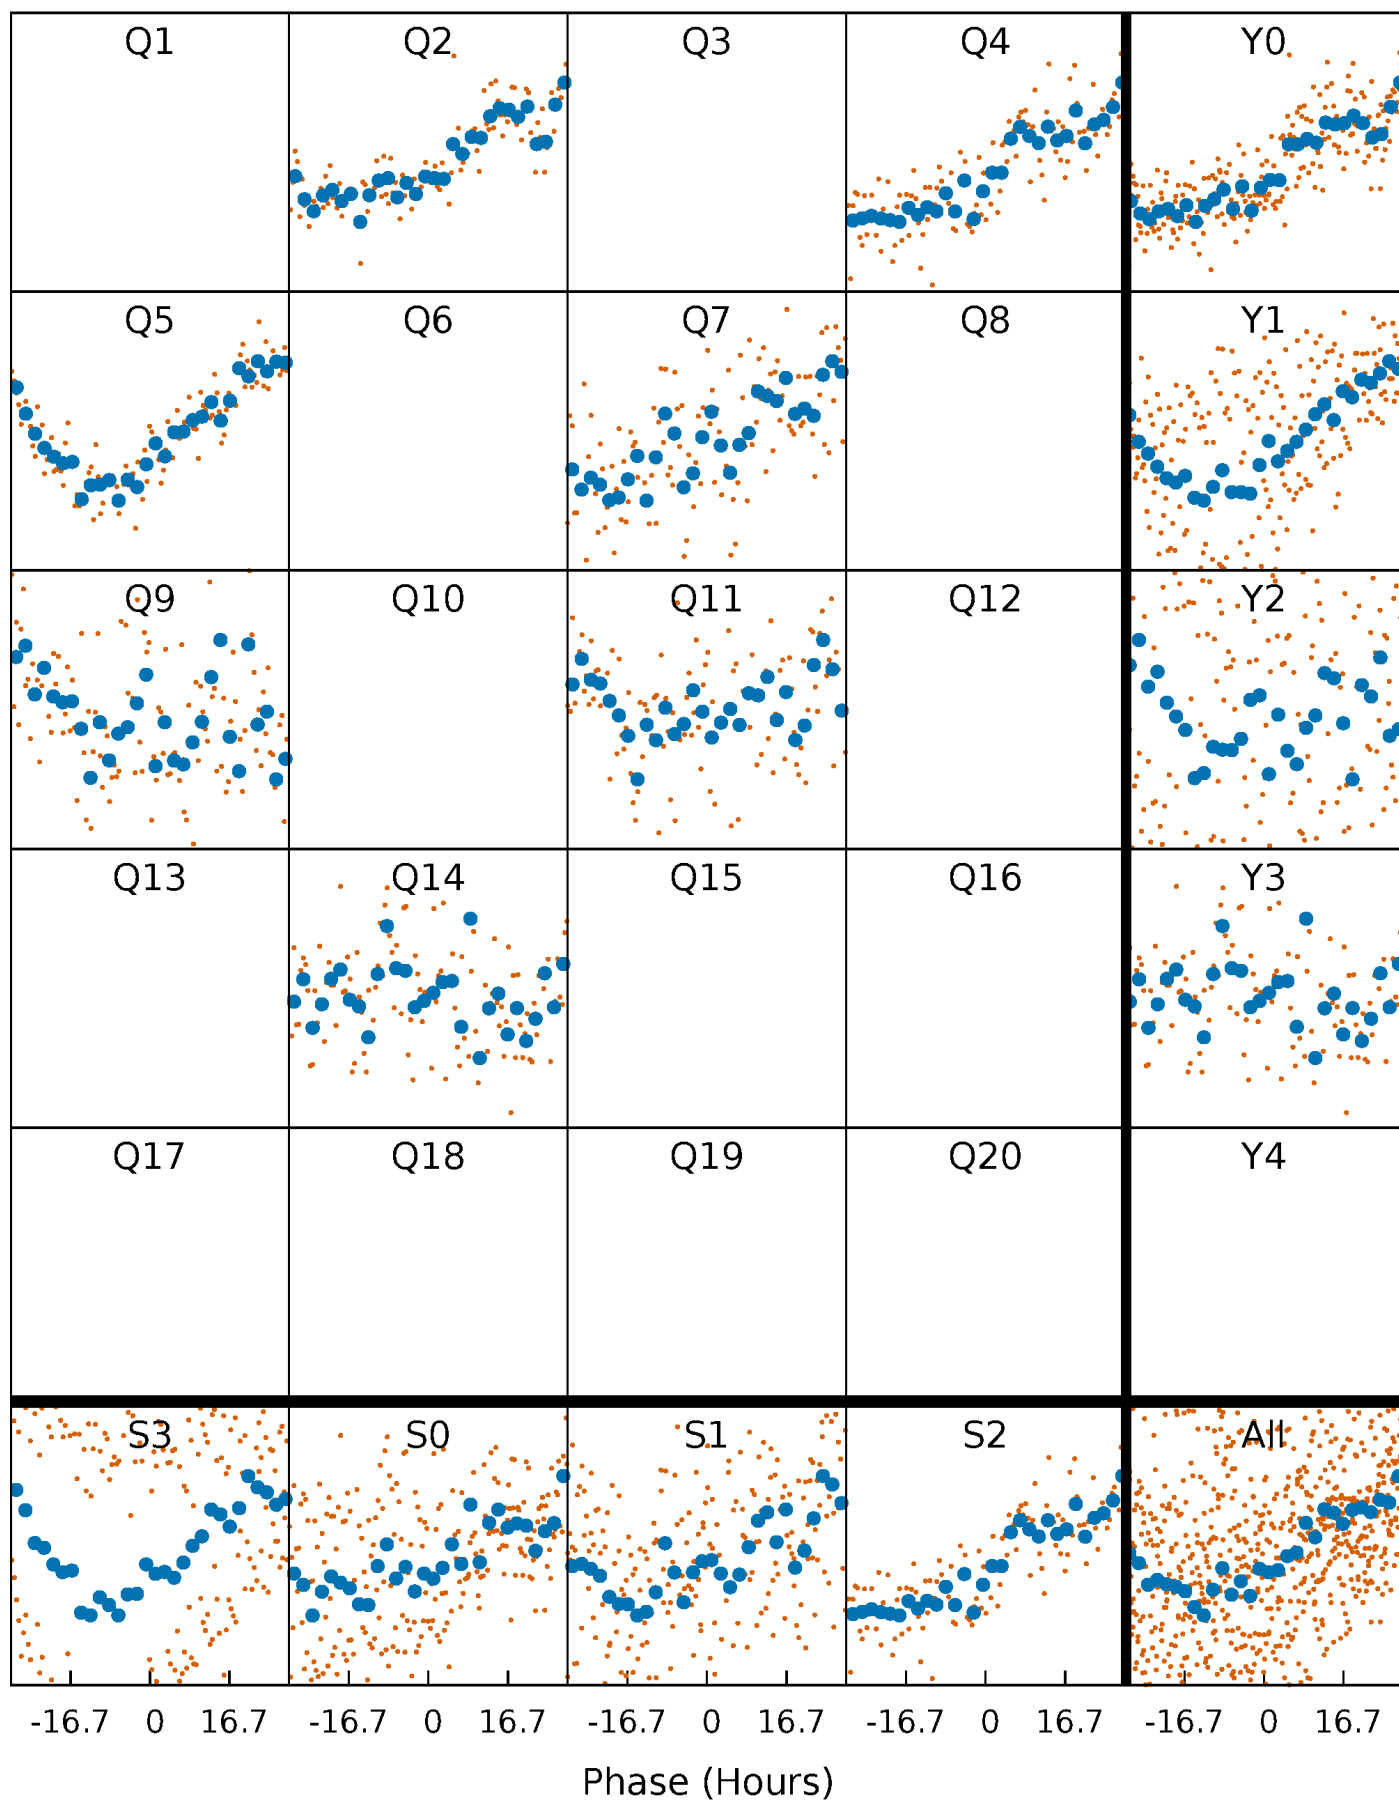 Q1 Q2 Q3 Q4 Y0
Q5 Q6 Q7 Q8 Y1
Q9 Q10 Q11 Q12 Y2
Q13 Q14 Q15 Q16 Y3
Q17 Q18 Q19 Q20 Y4
S3 S0 S1 S2 All
-16.7 0 16.7 -16.7 0 16.7 -16.7 0 16.7 -16.7 0 16.7 -16.7 0 16.7
Phase (Hours)